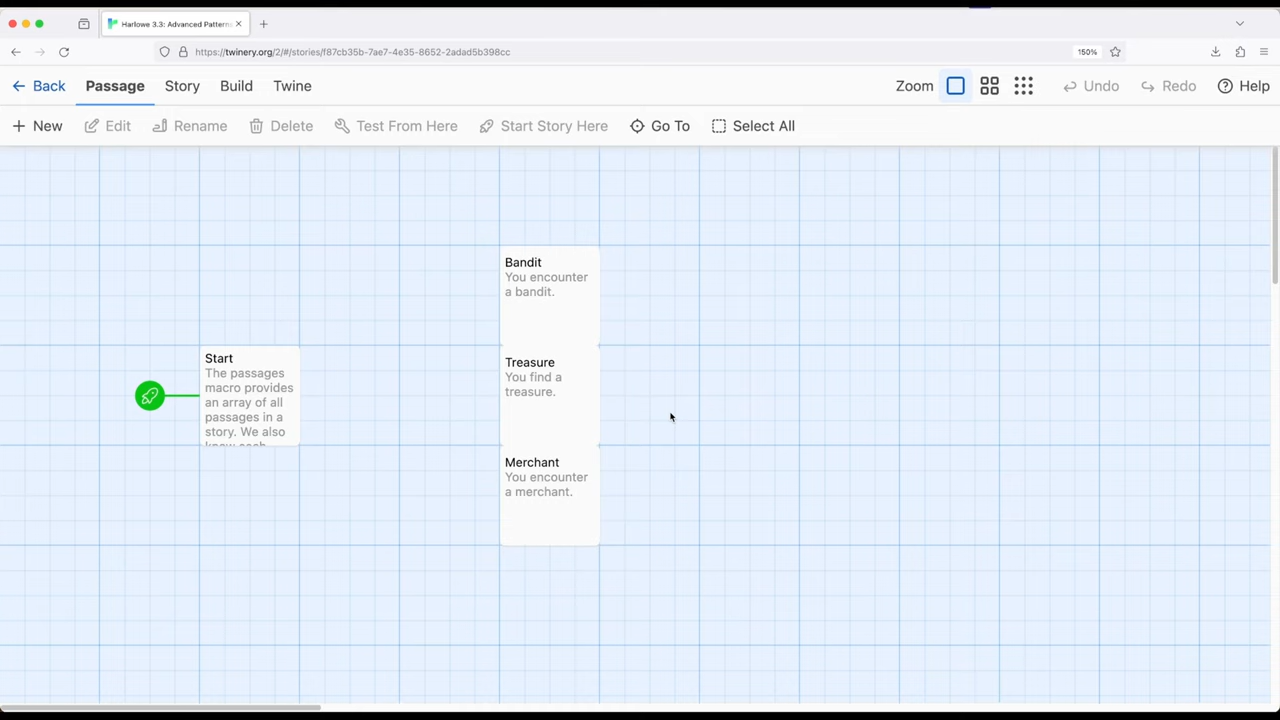 Harlowe 3.3: Advanced Pattern
https://twinery.org/2/#/stories/f87cb35b-7ae7-4e35-8652-2adad5b398cc
150%
Back Passage Story Build Twine Zoom Undo Redo Help
New Edit Rename Delete Test From Here Start Story Here Go To Select All
Bandit
You encounter
a bandit.
Start
The passages
macro provides
an array of all
passages in a
story. We also
know each
Treasure
You find a
treasure.
Merchant
You encounter
a merchant.